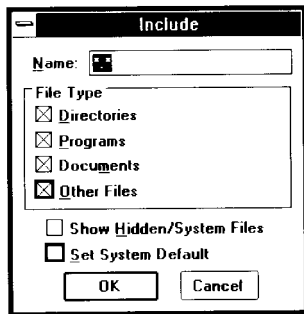 Include
Name: *.*
File Type
Directories
Programs
Documents
Other Files
Show Hidden/System Files
Set System Default
OK Cancel